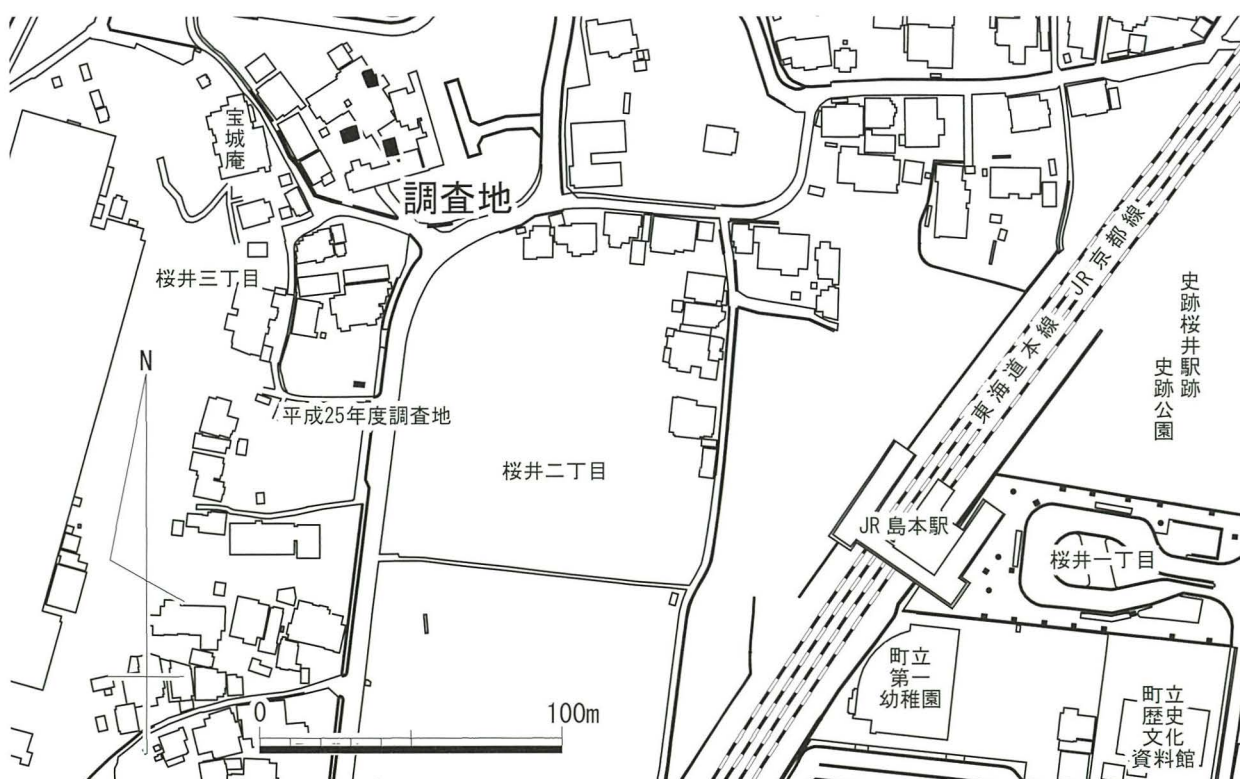 宝城庵
調査地
桜井三丁目
N
平成25年度調査地
桜井二丁目
東海道本線 JR京都線
史跡桜井駅跡
史跡公園
JR 島本駅
桜井一丁目
町立
第一
幼稚園
町立
歴史
文化
資料館
0
100m